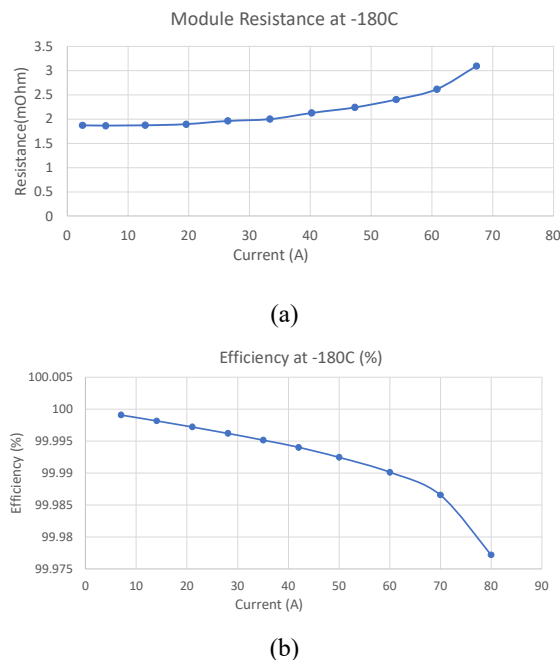 Module Resistance at -180C
3.5
3
2.5
2
1.5
1
0.5
0
Resistance(mOhm)
0 10 20 30 40 50 60 70 80
Current (A)
(a)
Efficiency at -180C (%)
100.005
100
99.995
99.99
99.985
99.98
99.975
Efficiency (%)
0 10 20 30 40 50 60 70 80 90
Current (A)
(b)